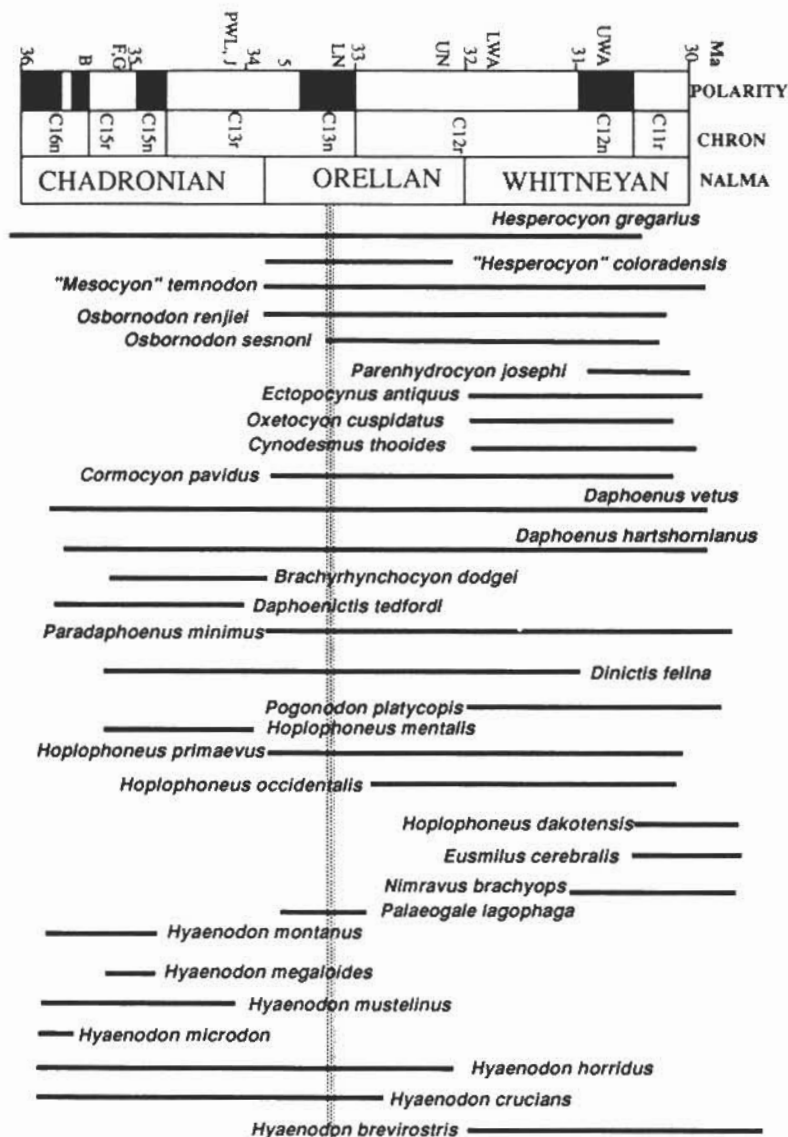 36 B F,G 35 PWL, J 34 5 LN 33 UN 32 LWA 31 UWA 30 Ma
POLARITY
C16n C15r C15n C13r C13n C12r C12n C11r CHRON
CHADRONIAN ORELLAN WHITNEYAN NALMA
Hesperocyon gregarius
"Hesperocyon" coloradensis
"Mesocyon" temnodon
Osbornodon renjiei
Osbornodon sesnoni
Parenhydrocyon josephi
Ectopocynus antiquus
Oxetocyon cuspidatus
Cynodesmus thooides
Cormocyon pavidus
Daphoenus vetus
Daphoenus hartshornianus
Brachyrhynchocyon dodgei
Daphoenictis tedfordi
Paradaphoenus minimus
Dinictis felina
Pogonodon platycopis
Hoplophoneus mentalis
Hoplophoneus primaevus
Hoplophoneus occidentalis
Hoplophoneus dakotensis
Eusmilus cerebralis
Nimravus brachyops
Palaeogale lagophaga
Hyaenodon montanus
Hyaenodon megaloides
Hyaenodon mustelinus
Hyaenodon microdon
Hyaenodon horridus
Hyaenodon crucians
Hyaenodon brevirostris